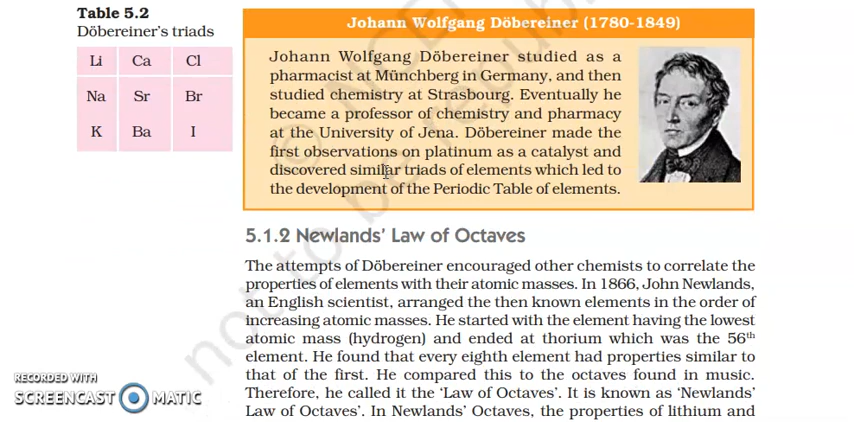 Table 5.2
Döbereiner's triads
Li Ca Cl
Na Sr Br
K Ba I
Johann Wolfgang Döbereiner (1780-1849)
Johann Wolfgang Döbereiner studied as a
pharmacist at Münchberg in Germany, and then
studied chemistry at Strasbourg. Eventually he
became a professor of chemistry and pharmacy
at the University of Jena. Döbereiner made the
first observations on platinum as a catalyst and
discovered similar triads of elements which led to
the development of the Periodic Table of elements.
5.1.2 Newlands' Law of Octaves
The attempts of Döbereiner encouraged other chemists to correlate the
properties of elements with their atomic masses. In 1866, John Newlands,
an English scientist, arranged the then known elements in the order of
increasing atomic masses. He started with the element having the lowest
atomic mass (hydrogen) and ended at thorium which was the 56th
element. He found that every eighth element had properties similar to
that of the first. He compared this to the octaves found in music.
Therefore, he called it the 'Law of Octaves'. It is known as 'Newlands'
Law of Octaves'. In Newlands' Octaves, the properties of lithium and
RECORDED WITH
SCREENCAST MATIC
not to be republi